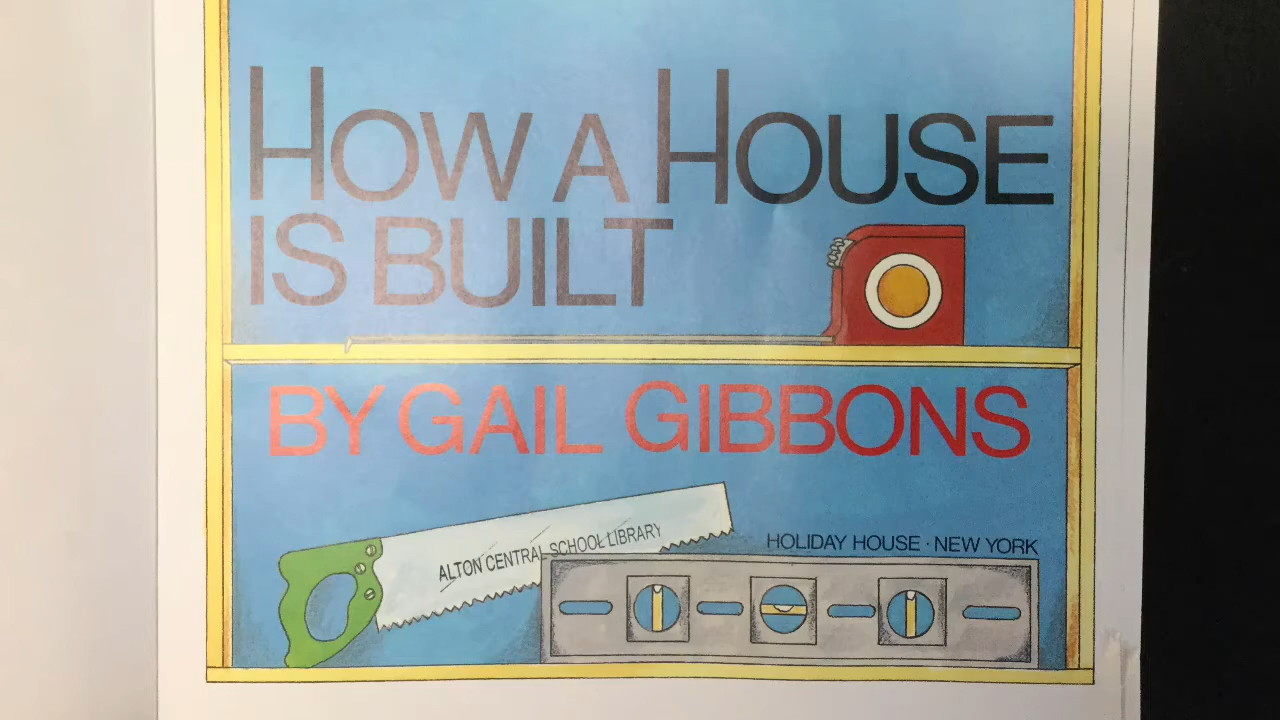 HOW A HOUSE
IS BUILT
BY GAIL GIBBONS
ALTON CENTRAL SCHOOL LIBRARY
HOLIDAY HOUSE · NEW YORK